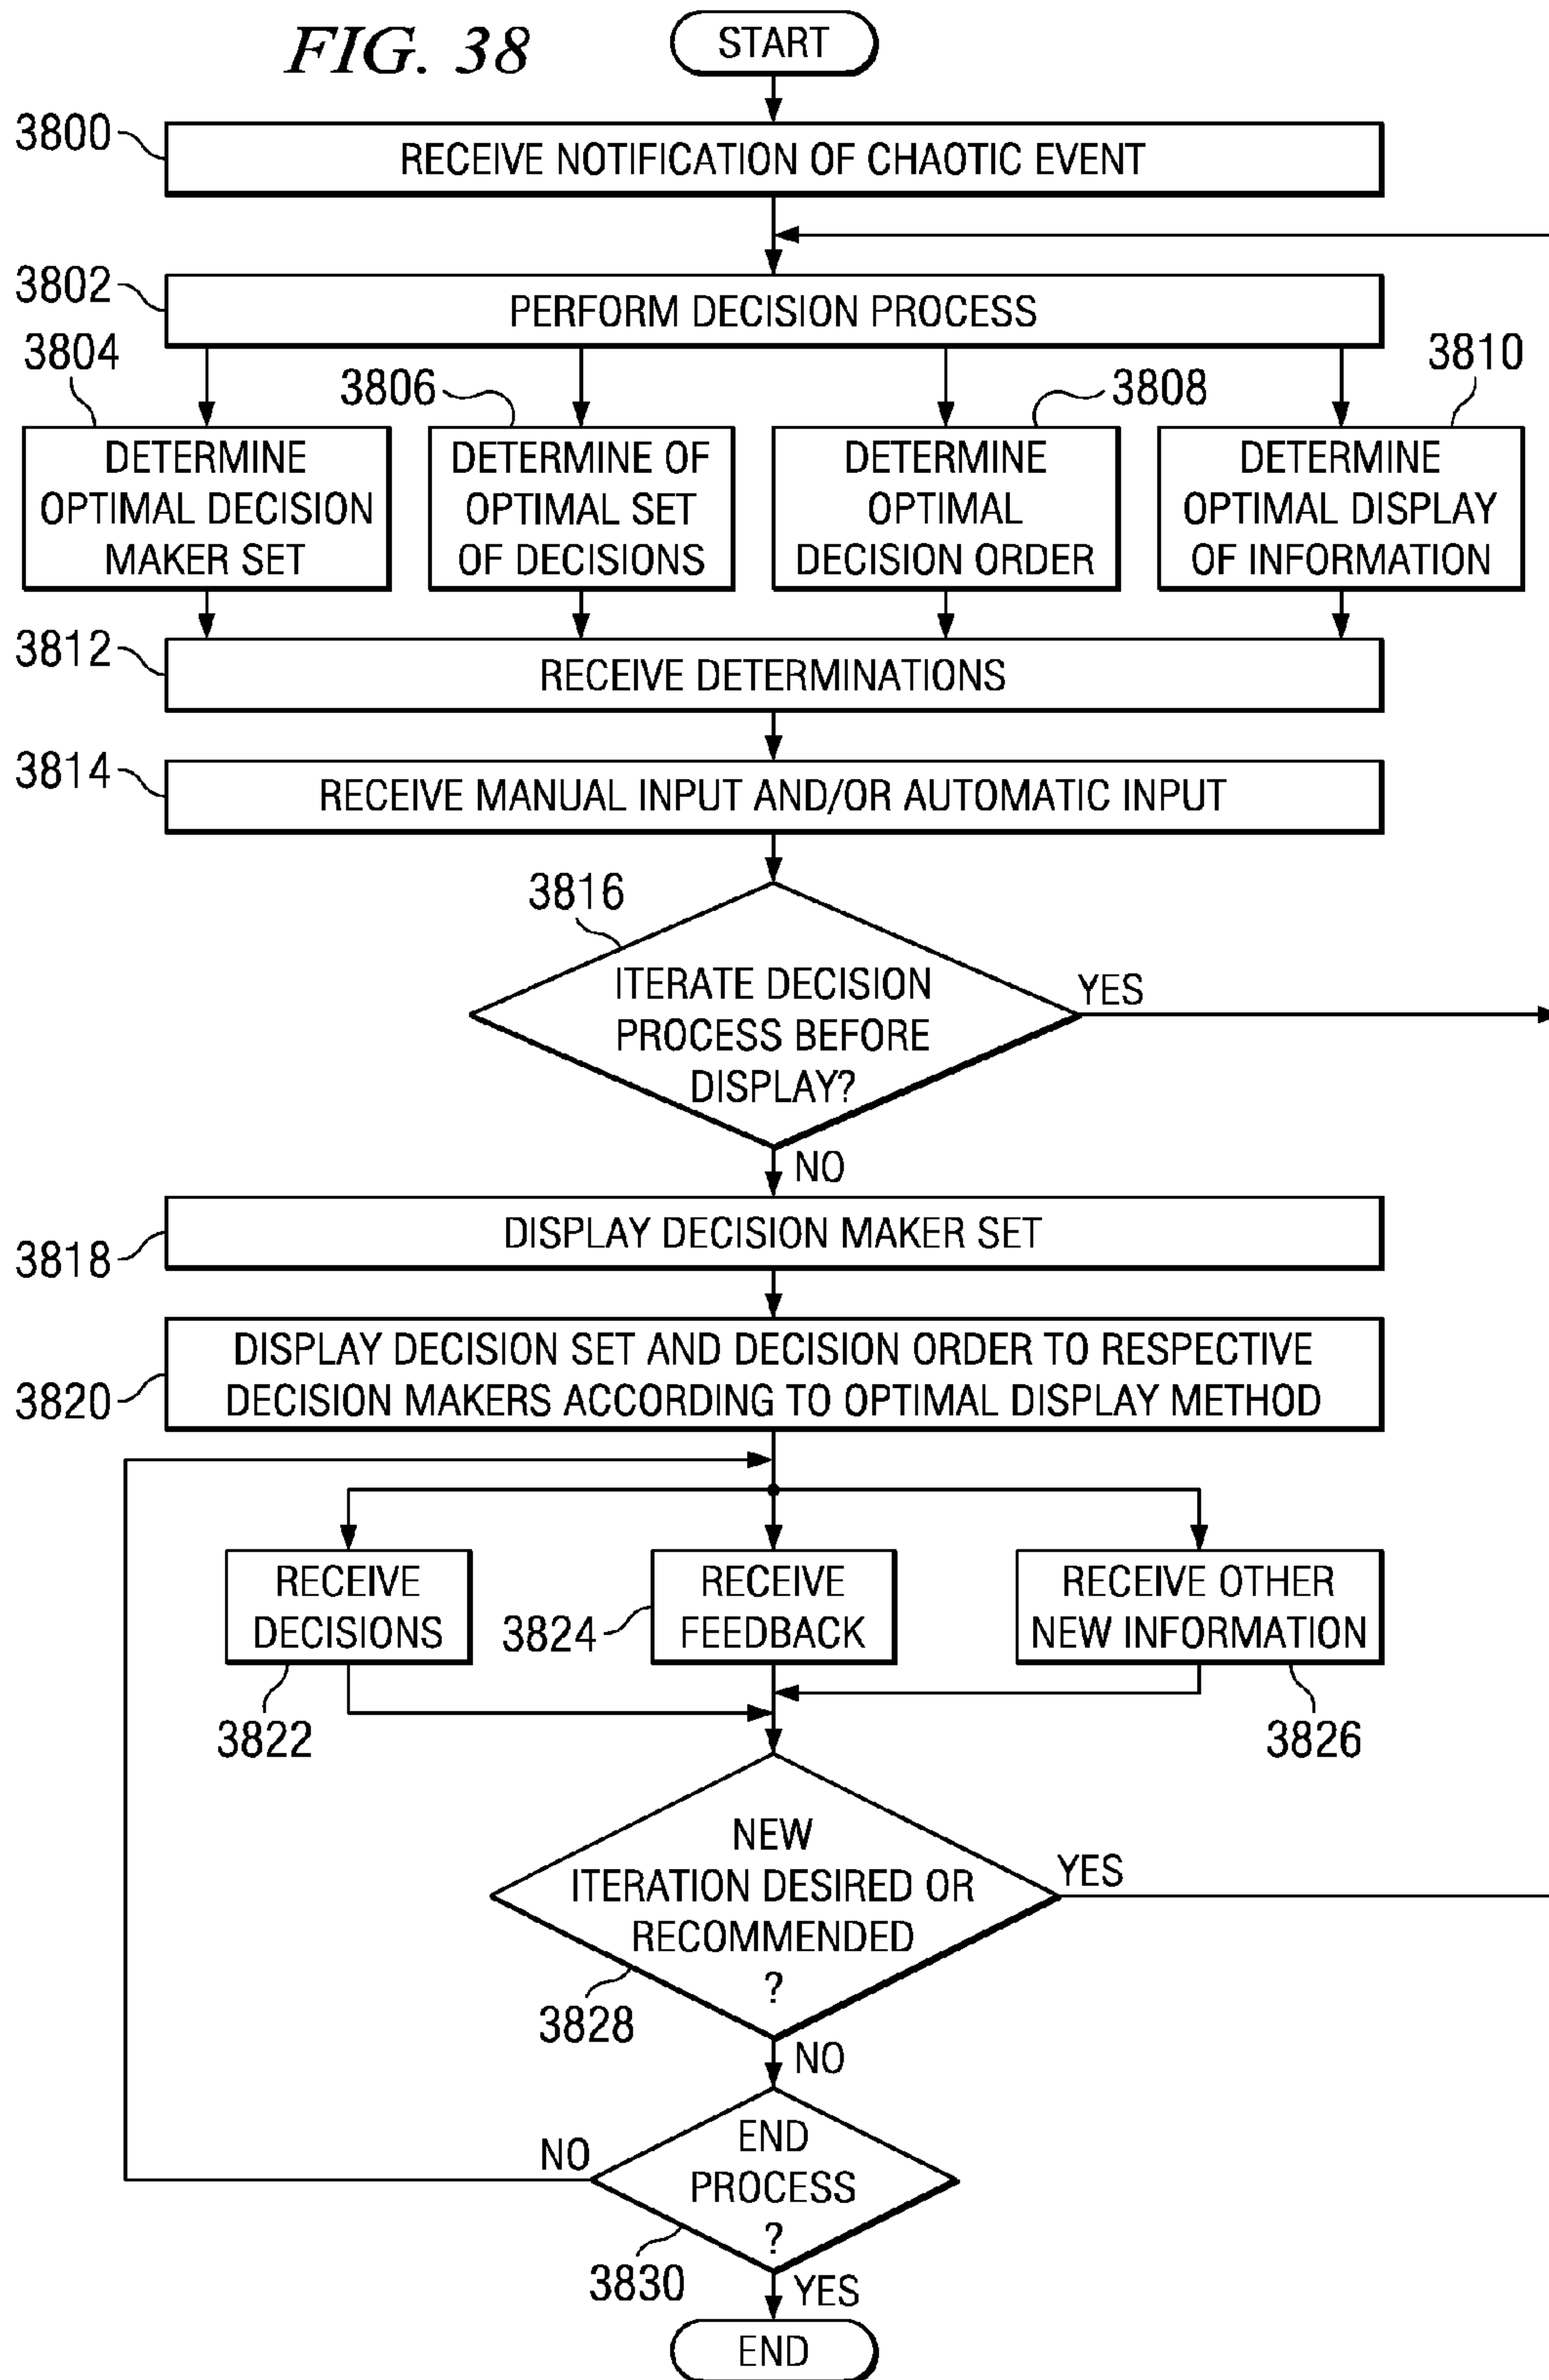 FIG. 38
START
3800
RECEIVE NOTIFICATION OF CHAOTIC EVENT
3802
PERFORM DECISION PROCESS
3804
3806
3808
3810
DETERMINE
OPTIMAL DECISION
MAKER SET
DETERMINE OF
OPTIMAL SET
OF DECISIONS
DETERMINE
OPTIMAL
DECISION ORDER
DETERMINE
OPTIMAL DISPLAY
OF INFORMATION
3812
RECEIVE DETERMINATIONS
3814
RECEIVE MANUAL INPUT AND/OR AUTOMATIC INPUT
3816
ITERATE DECISION
PROCESS BEFORE
DISPLAY?
YES
NO
3818
DISPLAY DECISION MAKER SET
3820
DISPLAY DECISION SET AND DECISION ORDER TO RESPECTIVE
DECISION MAKERS ACCORDING TO OPTIMAL DISPLAY METHOD
RECEIVE
DECISIONS
3822
3824
RECEIVE
FEEDBACK
RECEIVE OTHER
NEW INFORMATION
3826
NEW
ITERATION DESIRED OR
RECOMMENDED
?
YES
3828
NO
END
PROCESS
?
NO
3830
YES
END